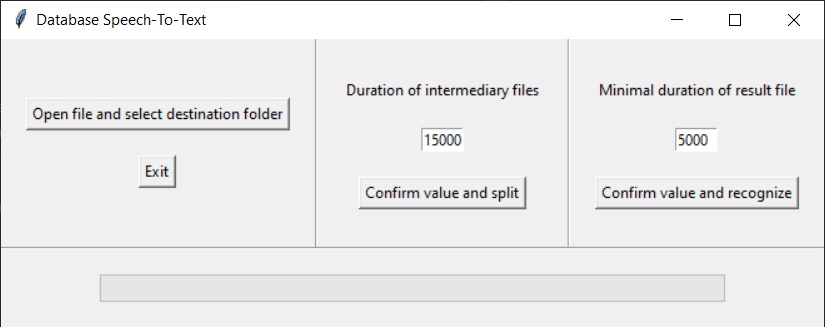 Database Speech-To-Text
Open file and select destination folder
Exit
Duration of intermediary files
15000
Confirm value and split
Minimal duration of result file
5000
Confirm value and recognize